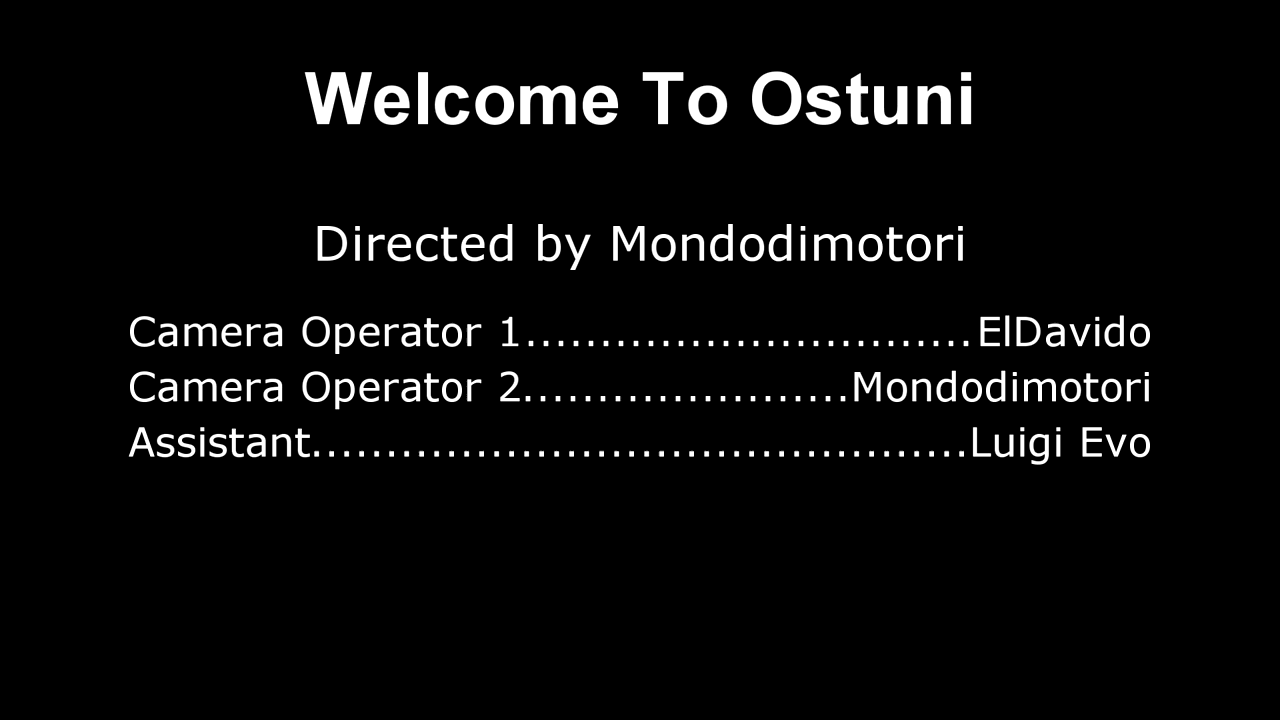 Welcome To Ostuni
Directed by Mondodimotori
Camera Operator 1..............................ElDavido
Camera Operator 2......................Mondodimotori
Assistant............................................Luigi Evo